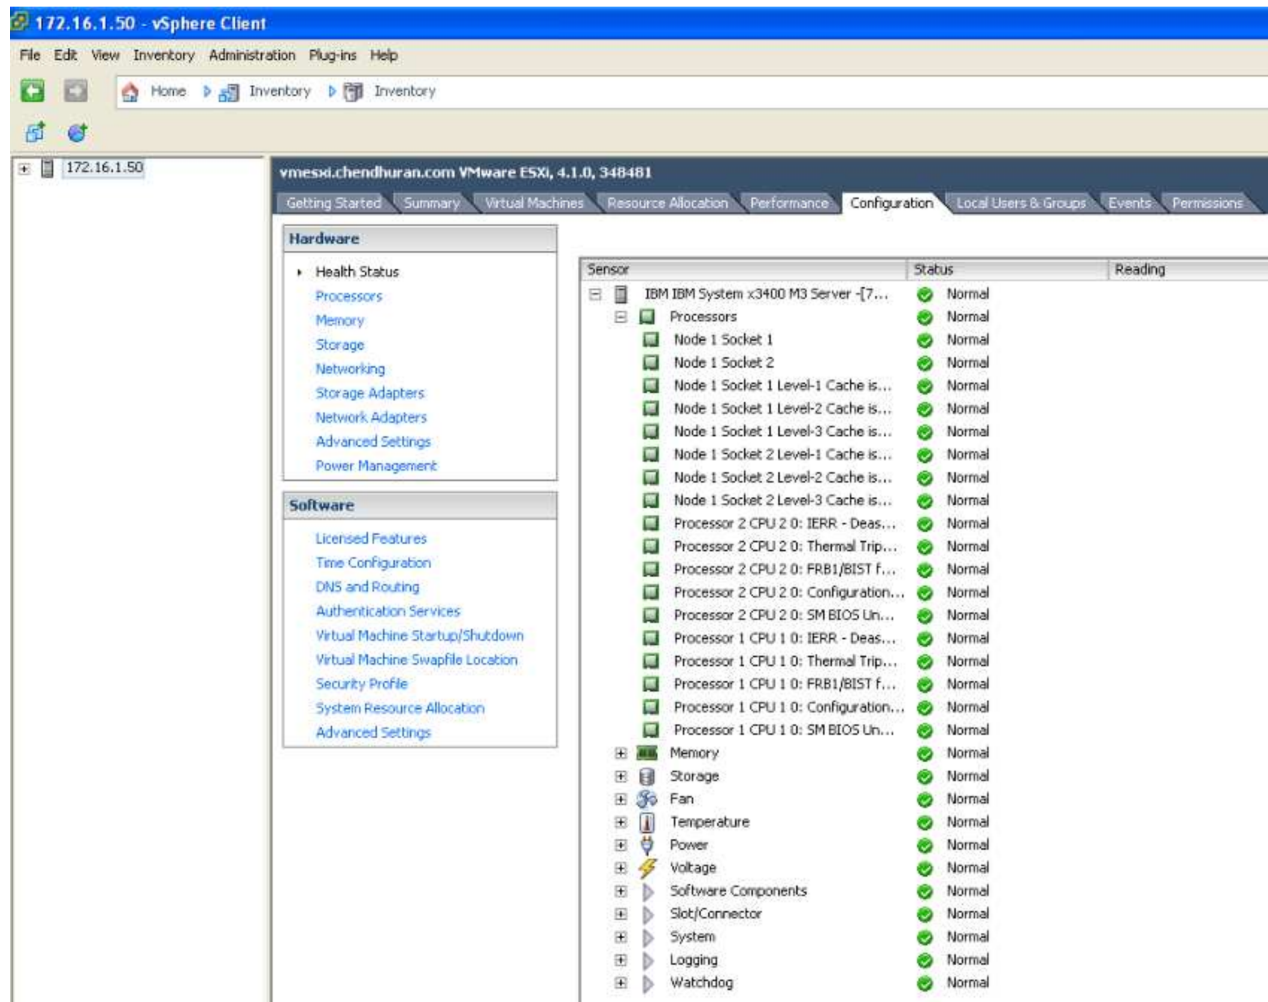 172.16.1.50 - vSphere Client
File Edit View Inventory Administration Plug-ins Help
Home Inventory Inventory
172.16.1.50
vmesxi.chendhuran.com VMware ESXi, 4.1.0, 348481
Getting Started Summary Virtual Machines Resource Allocation Performance Configuration Local Users & Groups Events Permissions
Hardware
Health Status
Processors
Memory
Storage
Networking
Storage Adapters
Network Adapters
Advanced Settings
Power Management
Software
Licensed Features
Time Configuration
DNS and Routing
Authentication Services
Virtual Machine Startup/Shutdown
Virtual Machine Swapfile Location
Security Profile
System Resource Allocation
Advanced Settings
Sensor Status Reading
IBM IBM System x3400 M3 Server -[7... Normal
Processors Normal
Node 1 Socket 1 Normal
Node 1 Socket 2 Normal
Node 1 Socket 1 Level-1 Cache is... Normal
Node 1 Socket 1 Level-2 Cache is... Normal
Node 1 Socket 1 Level-3 Cache is... Normal
Node 1 Socket 2 Level-1 Cache is... Normal
Node 1 Socket 2 Level-2 Cache is... Normal
Node 1 Socket 2 Level-3 Cache is... Normal
Processor 2 CPU 2 0: IERR - Deas... Normal
Processor 2 CPU 2 0: Thermal Trip... Normal
Processor 2 CPU 2 0: FRB1/BIST f... Normal
Processor 2 CPU 2 0: Configuration... Normal
Processor 2 CPU 2 0: SM BIOS Un... Normal
Processor 1 CPU 1 0: IERR - Deas... Normal
Processor 1 CPU 1 0: Thermal Trip... Normal
Processor 1 CPU 1 0: FRB1/BIST f... Normal
Processor 1 CPU 1 0: Configuration... Normal
Processor 1 CPU 1 0: SM BIOS Un... Normal
Memory Normal
Storage Normal
Fan Normal
Temperature Normal
Power Normal
Voltage Normal
Software Components Normal
Slot/Connector Normal
System Normal
Logging Normal
Watchdog Normal